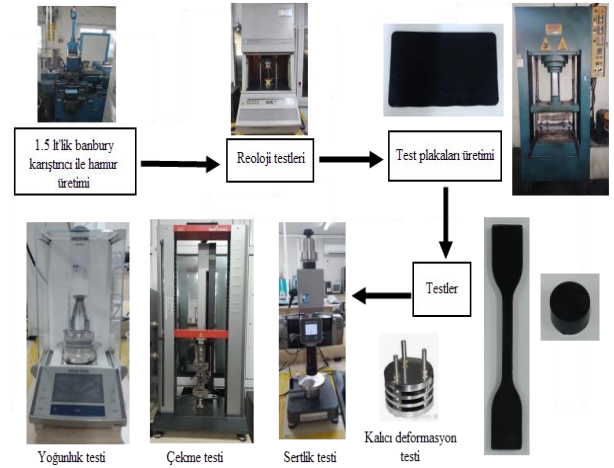 1.5 lt'lik banbury
karıştırıcı ile hamur
üretimi
Reoloji testleri
Test plakaları üretimi
Testler
Yoğunluk testi
Çekme testi
Sertlik testi
Kalıcı deformasyon
testi